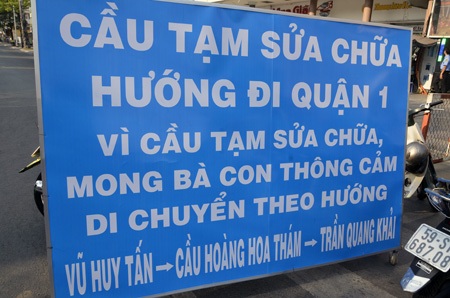 CẦU TẠM SỬA CHỮA
HƯỚNG ĐI QUẬN 1
VÌ CẦU TẠM SỬA CHỮA,
MONG BÀ CON THÔNG CẢM
DI CHUYỂN THEO HƯỚNG
VŨ HUY TẤN → CẦU HOÀNG HOA THÁM → TRẦN QUANG KHẢI
59-S1
687.08